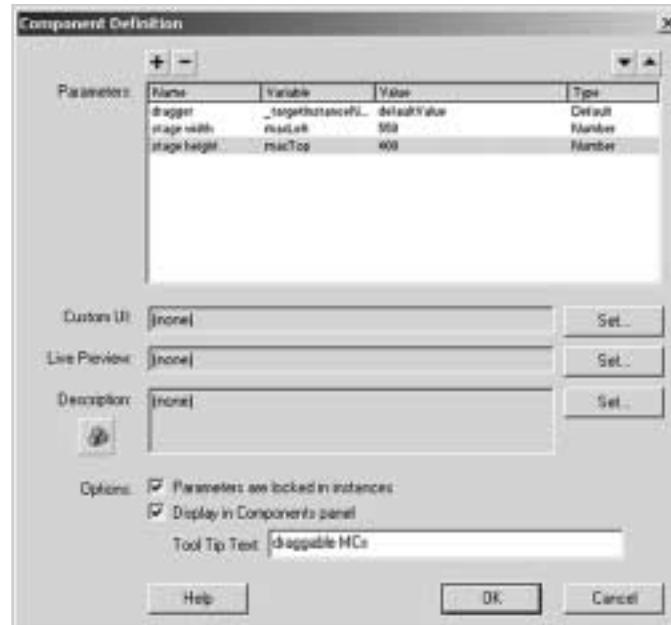 Component Definition
+ −
Parameters: Name Variable Value Type
dragger _targetInstanceN... defaultValue Default
stage width maxLeft 550 Number
stage height maxTop 400 Number
Custom UI: (none) Set...
Live Preview: (none) Set...
Description: (none) Set...
Options: Parameters are locked in instances
Display in Components panel
Tool Tip Text: draggable MCs
Help OK Cancel